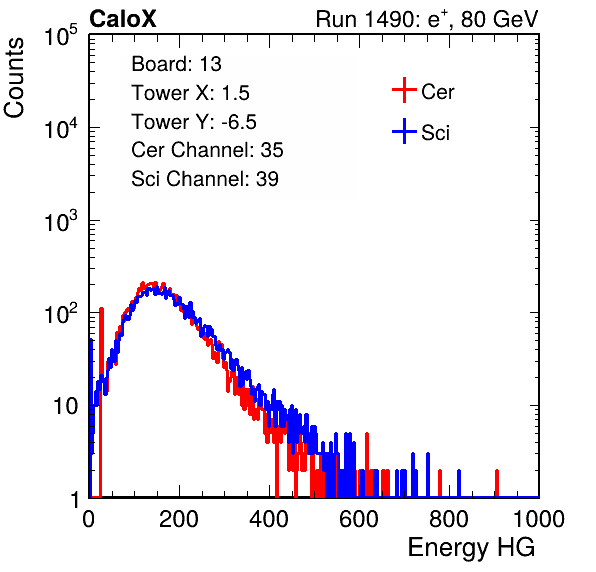 CaloX Run 1490: e⁺, 80 GeV
Counts
10⁵
10⁴
10³
10²
10
1
Board: 13
Tower X: 1.5
Tower Y: -6.5
Cer Channel: 35
Sci Channel: 39
Cer
Sci
0 200 400 600 800 1000
Energy HG